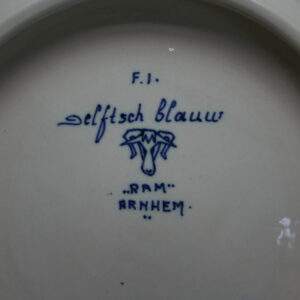 F.J.
Delftsch blauw
„RAM"
ARNHEM.